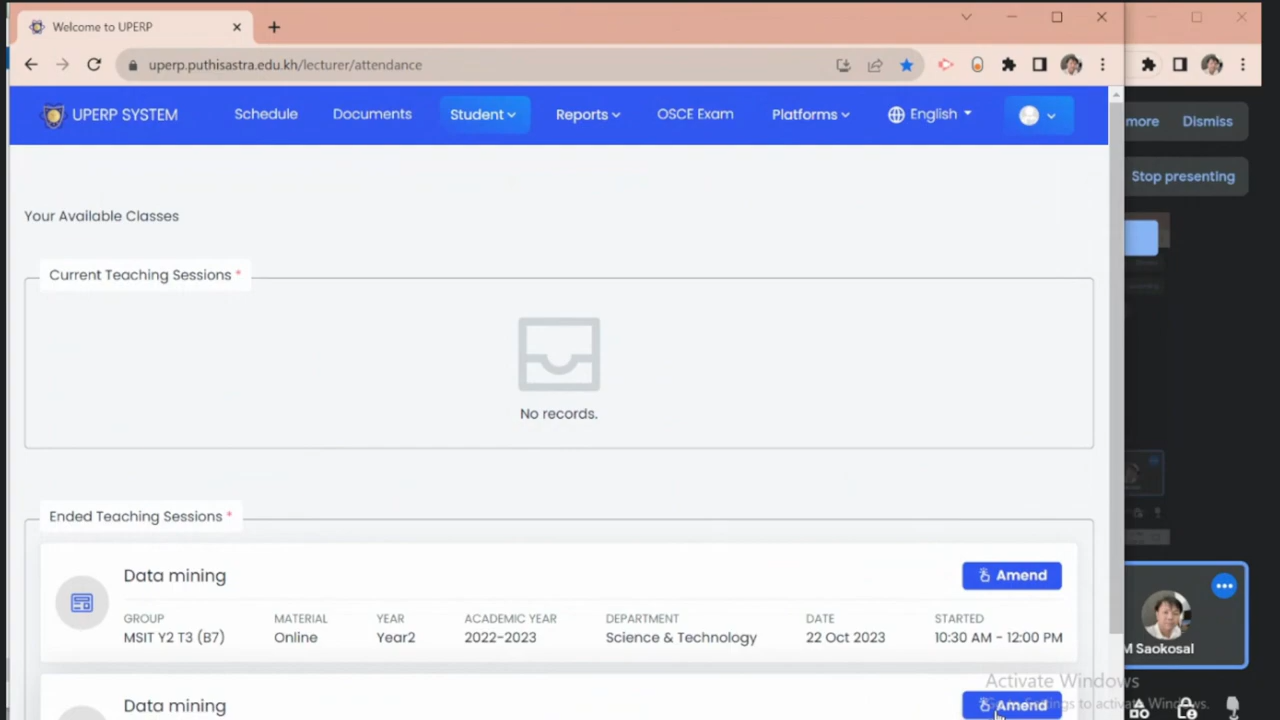 Welcome to UPERP
uperp.puthisastra.edu.kh/lecturer/attendance
UPERP SYSTEM Schedule Documents Student Reports OSCE Exam Platforms English
more Dismiss
Stop presenting
Your Available Classes
Current Teaching Sessions *
No records.
Ended Teaching Sessions *
Data mining Amend
GROUP MATERIAL YEAR ACADEMIC YEAR DEPARTMENT DATE STARTED
MSIT Y2 T3 (B7) Online Year2 2022-2023 Science & Technology 22 Oct 2023 10:30 AM - 12:00 PM
M Saokosal
Activate Windows
Data mining Amend
to activate Windows.